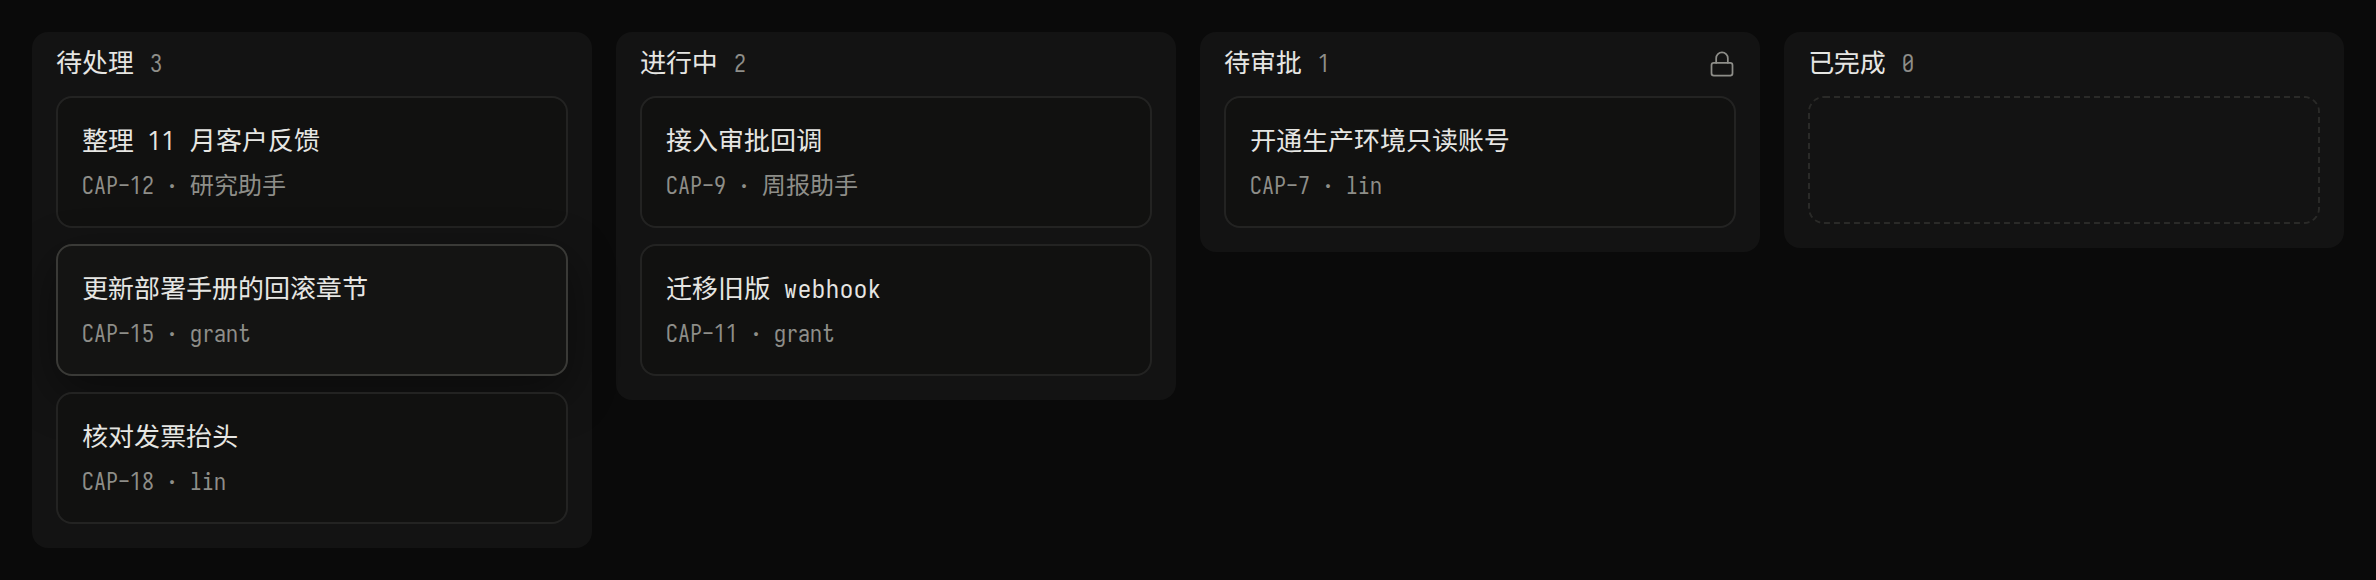 待处理 3
整理 11 月客户反馈
CAP-12 · 研究助手
更新部署手册的回滚章节
CAP-15 · grant
核对发票抬头
CAP-18 · lin
进行中 2
接入审批回调
CAP-9 · 周报助手
迁移旧版 webhook
CAP-11 · grant
待审批 1
开通生产环境只读账号
CAP-7 · lin
已完成 0